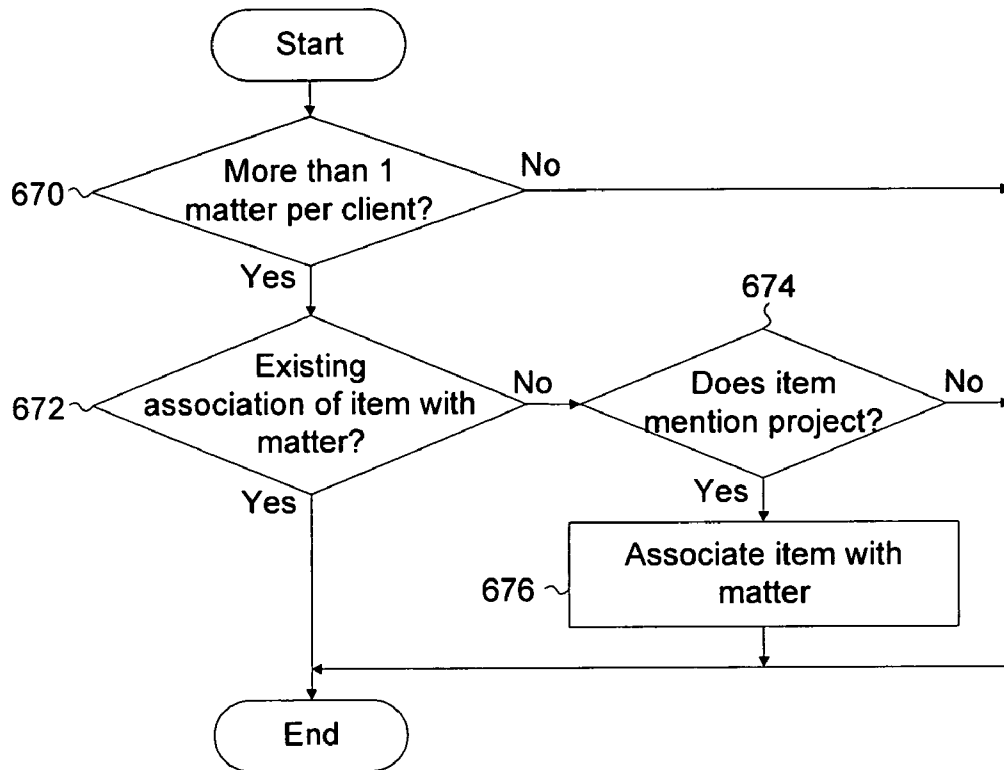 Start
More than 1
matter per client?
No
670
Yes
674
Existing
association of item with
matter?
No
672
Does item
mention project?
No
Yes
Yes
Associate item with
matter
676
End